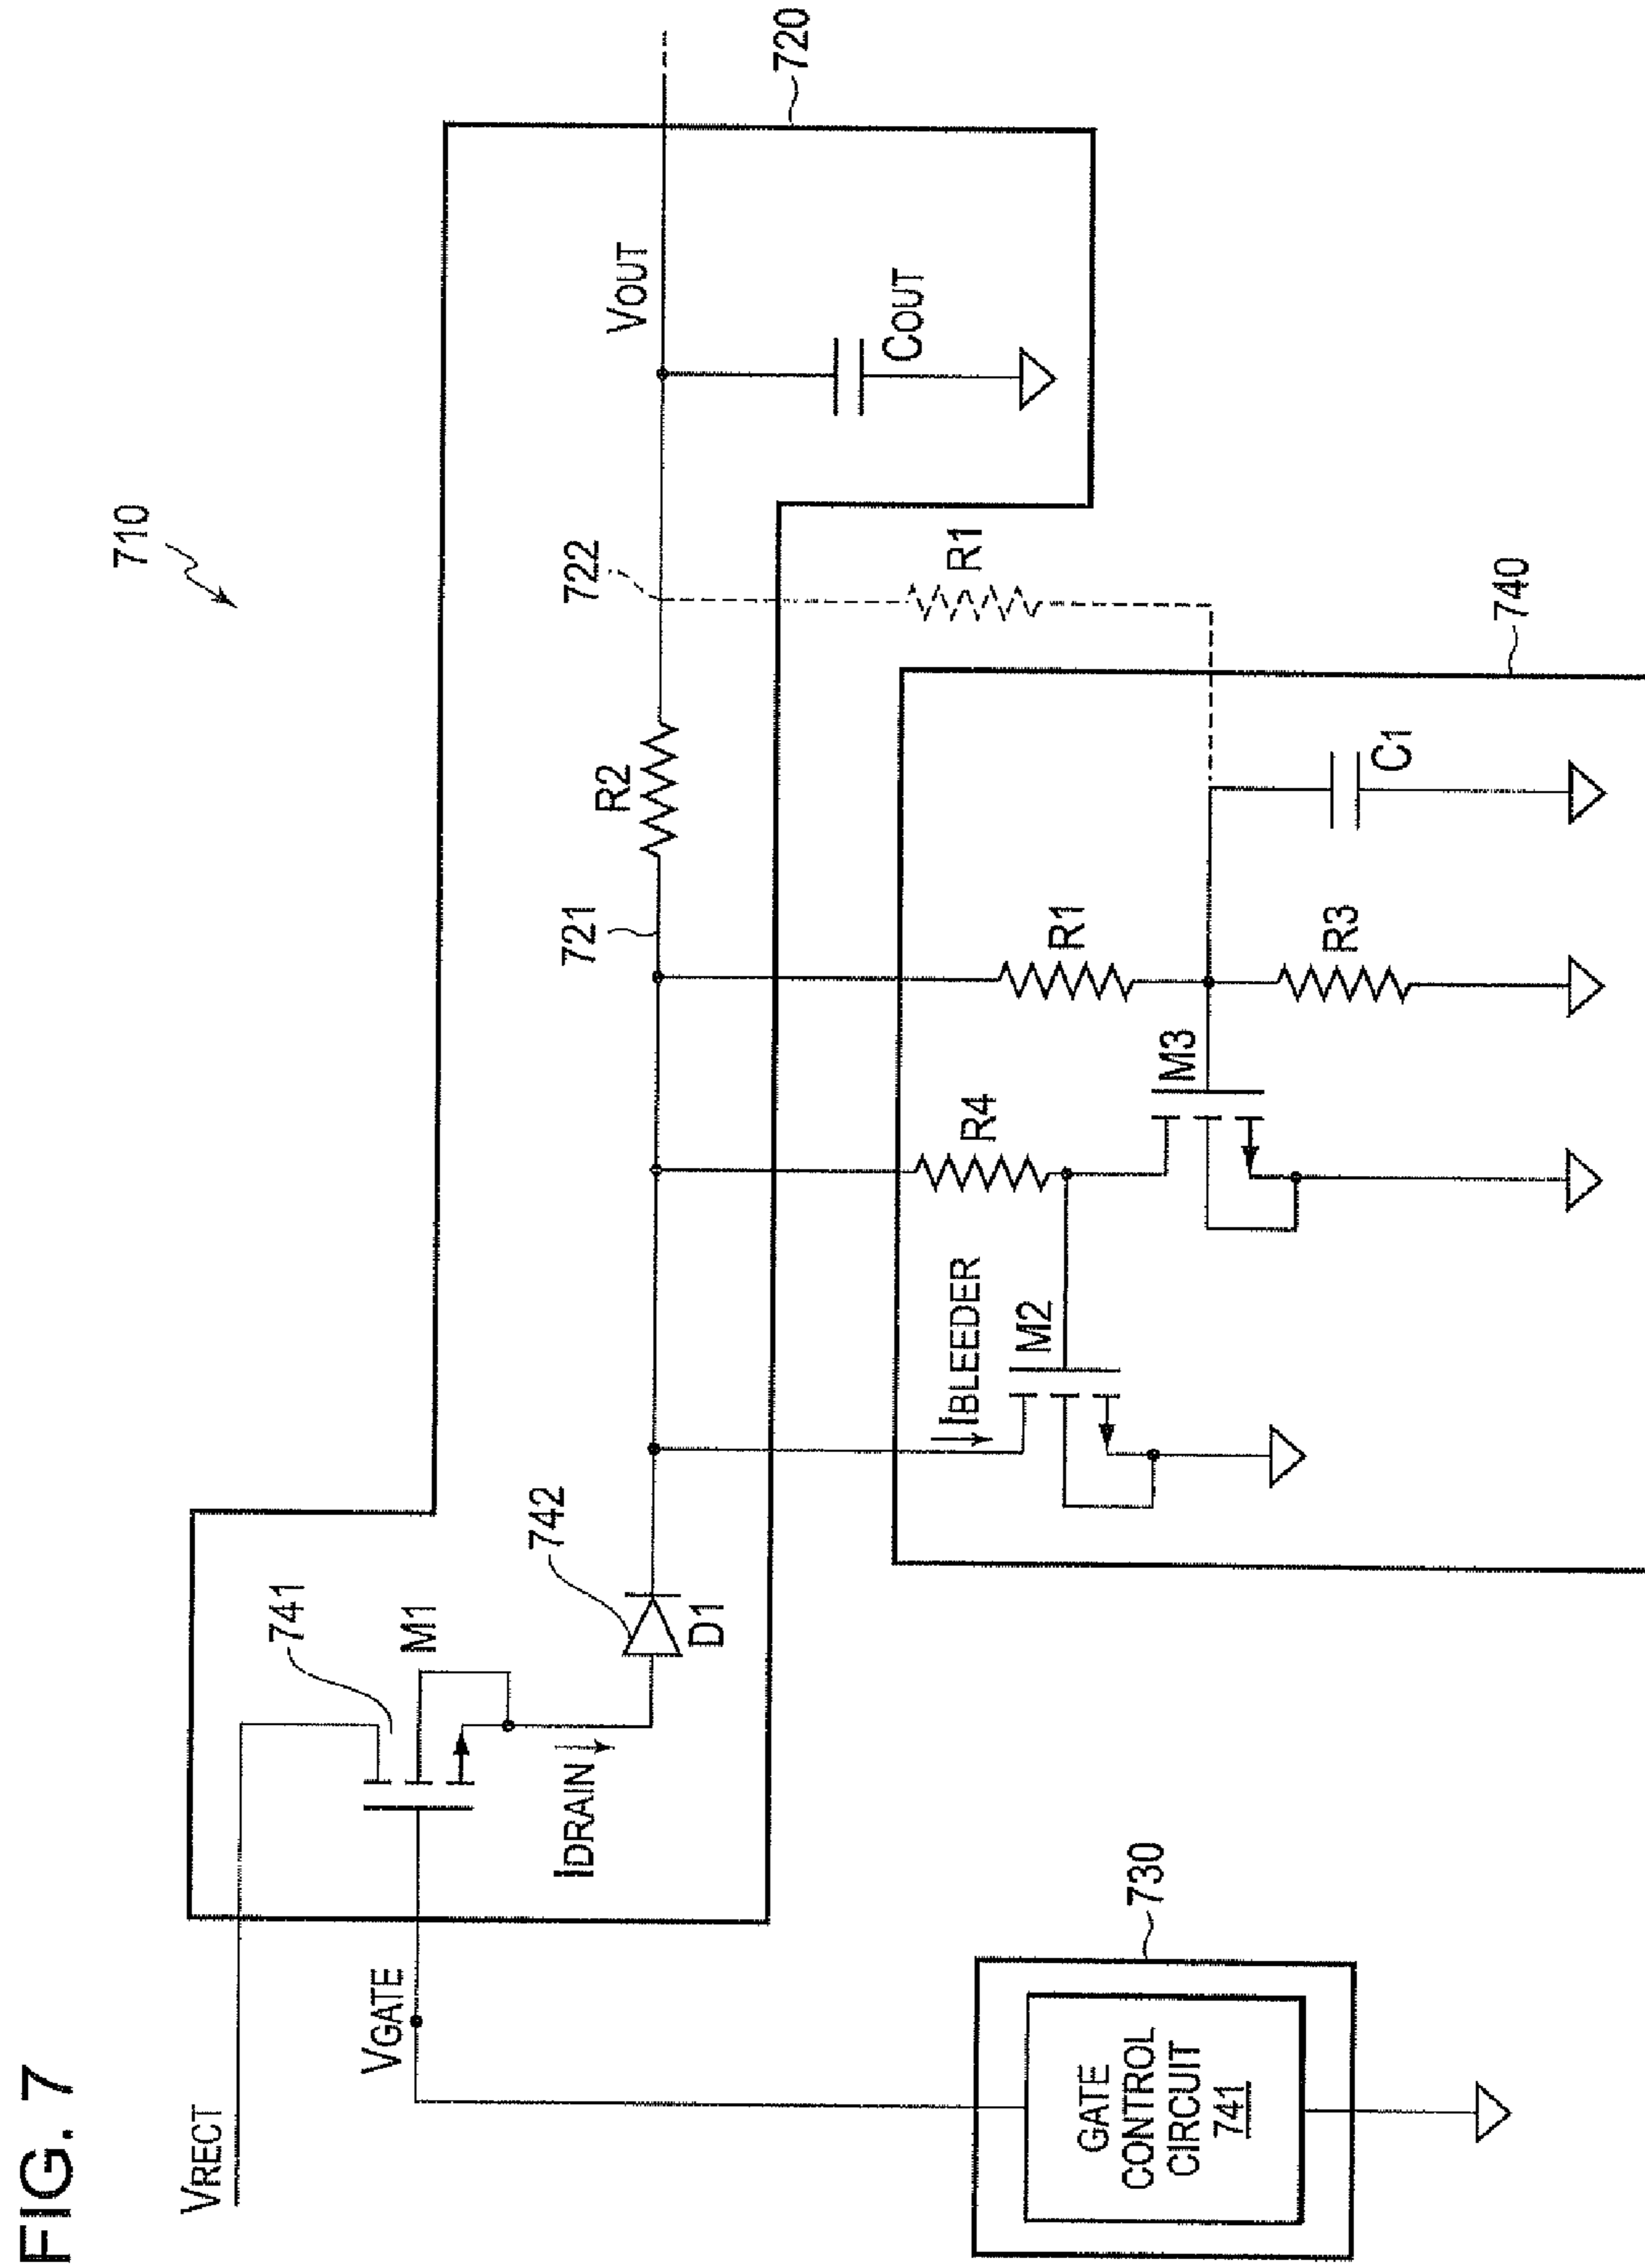 FIG. 7
710
720
VRECT
741
M1
VGATE
IDRAIN
742
D1
721
R2
722
VOUT
COUT
R1
IBLEEDER
M2
R4
M3
R1
R3
C1
740
730
GATE
CONTROL
CIRCUIT
741